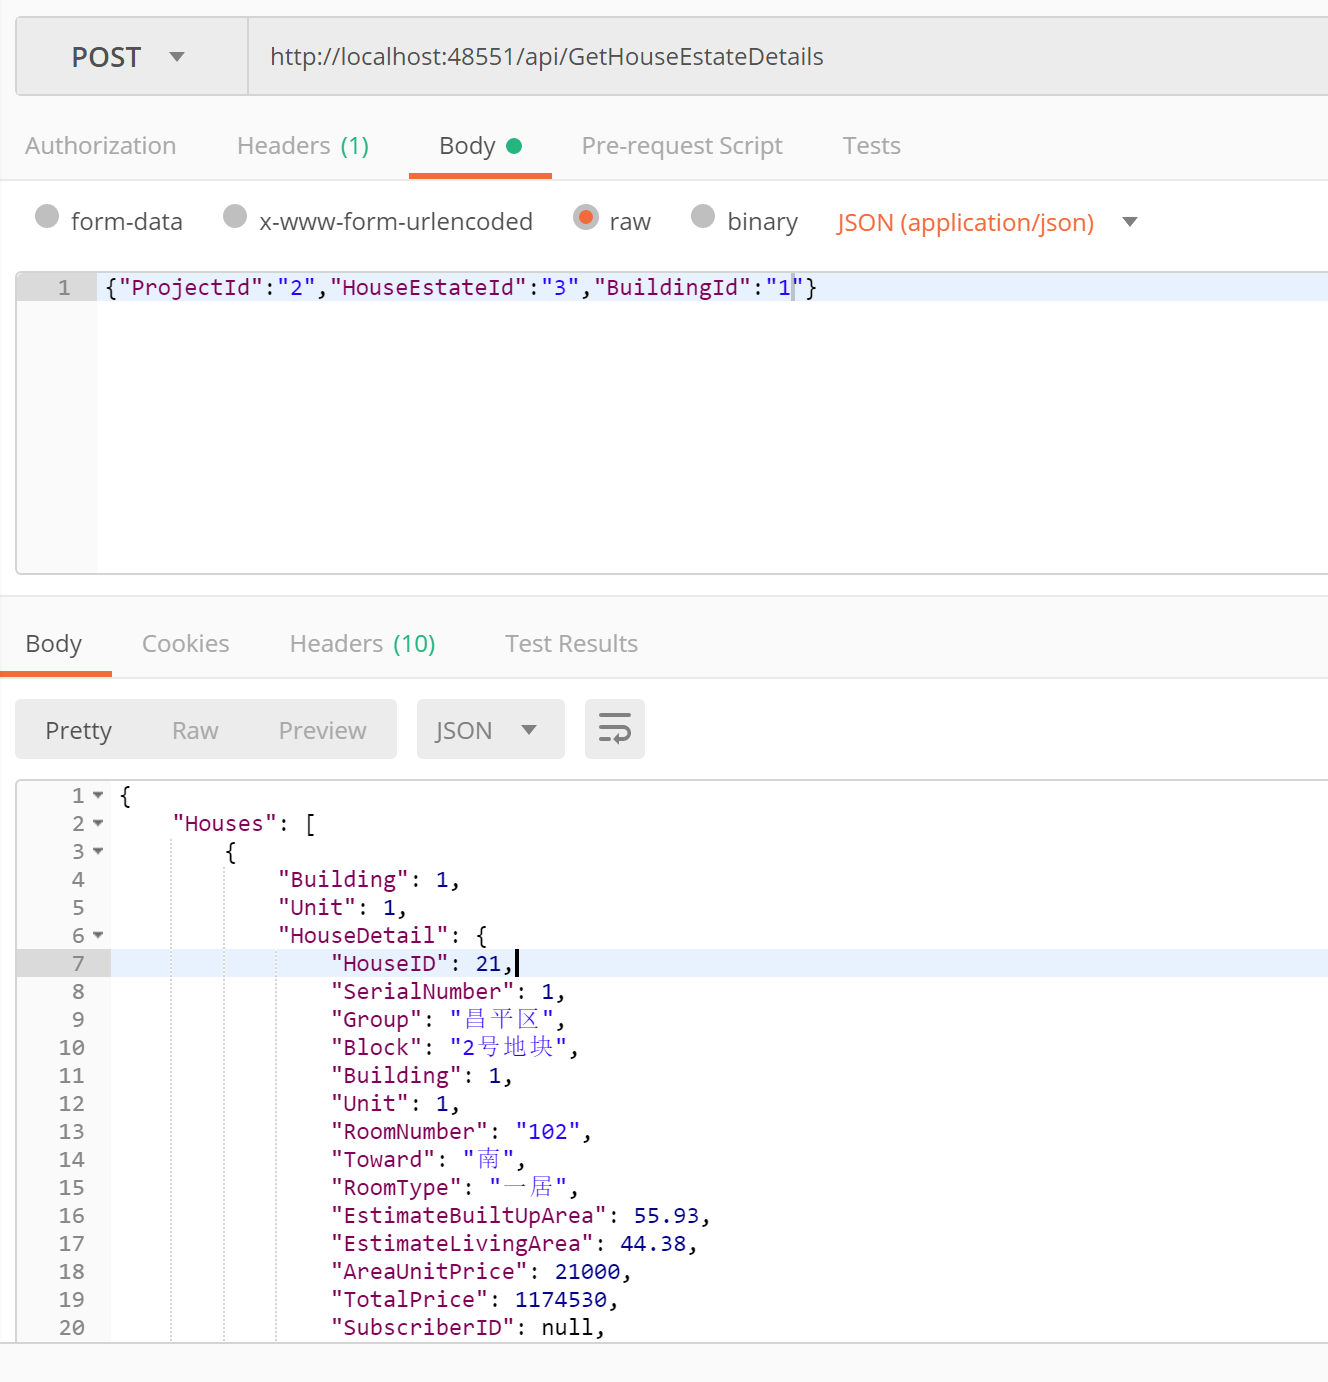 POST http://localhost:48551/api/GetHouseEstateDetails
Authorization Headers (1) Body Pre-request Script Tests
form-data x-www-form-urlencoded raw binary JSON (application/json)
1 {"ProjectId":"2","HouseEstateId":"3","BuildingId":"1"}
Body Cookies Headers (10) Test Results
Pretty Raw Preview JSON
1 {
2 "Houses": [
3 {
4 "Building": 1,
5 "Unit": 1,
6 "HouseDetail": {
7 "HouseID": 21,
8 "SerialNumber": 1,
9 "Group": "昌平区",
10 "Block": "2号地块",
11 "Building": 1,
12 "Unit": 1,
13 "RoomNumber": "102",
14 "Toward": "南",
15 "RoomType": "一居",
16 "EstimateBuiltUpArea": 55.93,
17 "EstimateLivingArea": 44.38,
18 "AreaUnitPrice": 21000,
19 "TotalPrice": 1174530,
20 "SubscriberID": null,